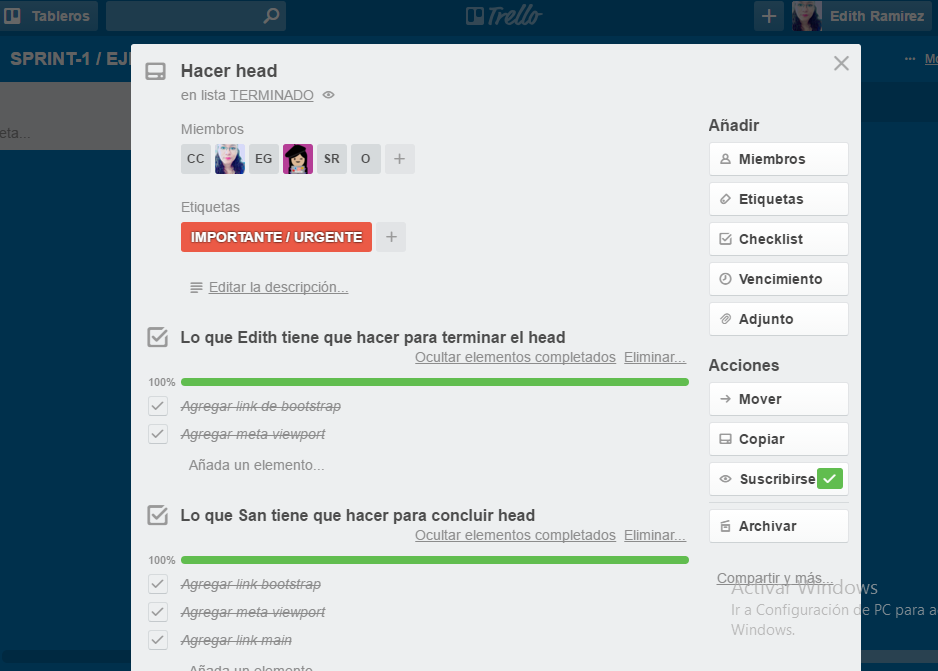 Tableros
Trello
Edith Ramirez
SPRINT-1 / EJ
... Mo
eta...
Hacer head
en lista TERMINADO
Miembros
CC EG SR O +
Etiquetas
IMPORTANTE / URGENTE +
Editar la descripción...
Lo que Edith tiene que hacer para terminar el head
Ocultar elementos completados Eliminar...
100%
Agregar link de bootstrap
Agregar meta viewport
Añada un elemento...
Lo que San tiene que hacer para concluir head
Ocultar elementos completados Eliminar...
100%
Agregar link bootstrap
Agregar meta viewport
Agregar link main
Añada un elemento...
Añadir
Miembros
Etiquetas
Checklist
Vencimiento
Adjunto
Acciones
Mover
Copiar
Suscribirse
Archivar
Compartir y más...
Activar Windows
Ir a Configuración de PC para a
Windows.